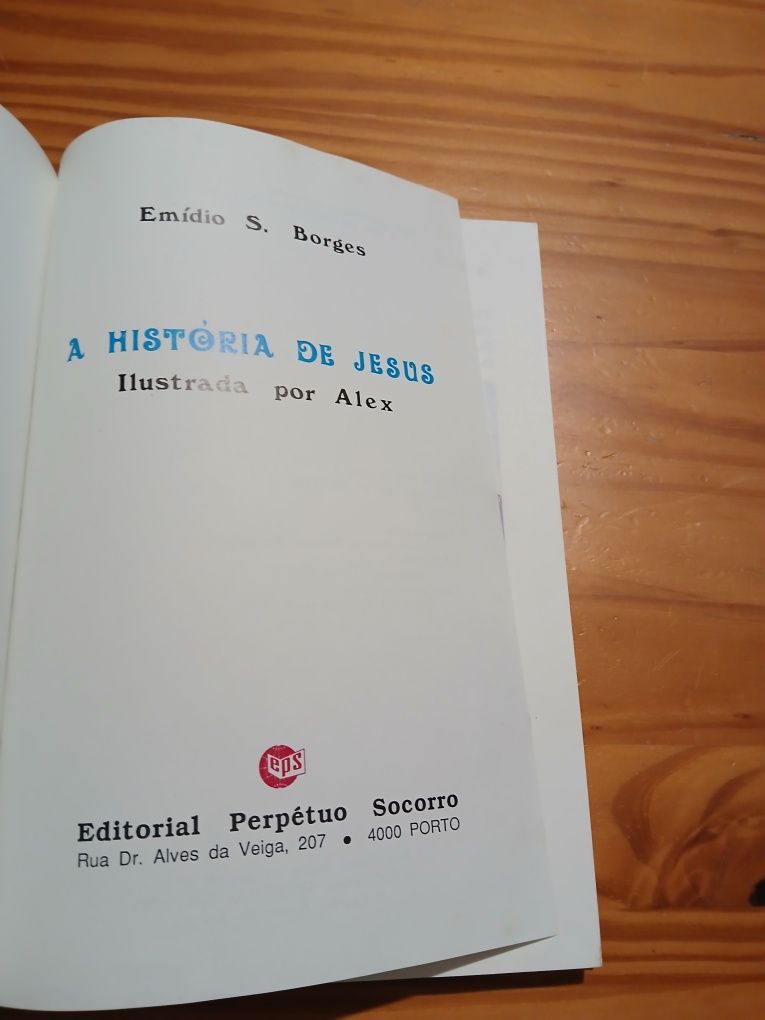 Emídio S. Borges
A HISTÓRIA DE JESUS
Ilustrada por Alex
eps
Editorial Perpétuo Socorro
Rua Dr. Alves da Veiga, 207 • 4000 PORTO